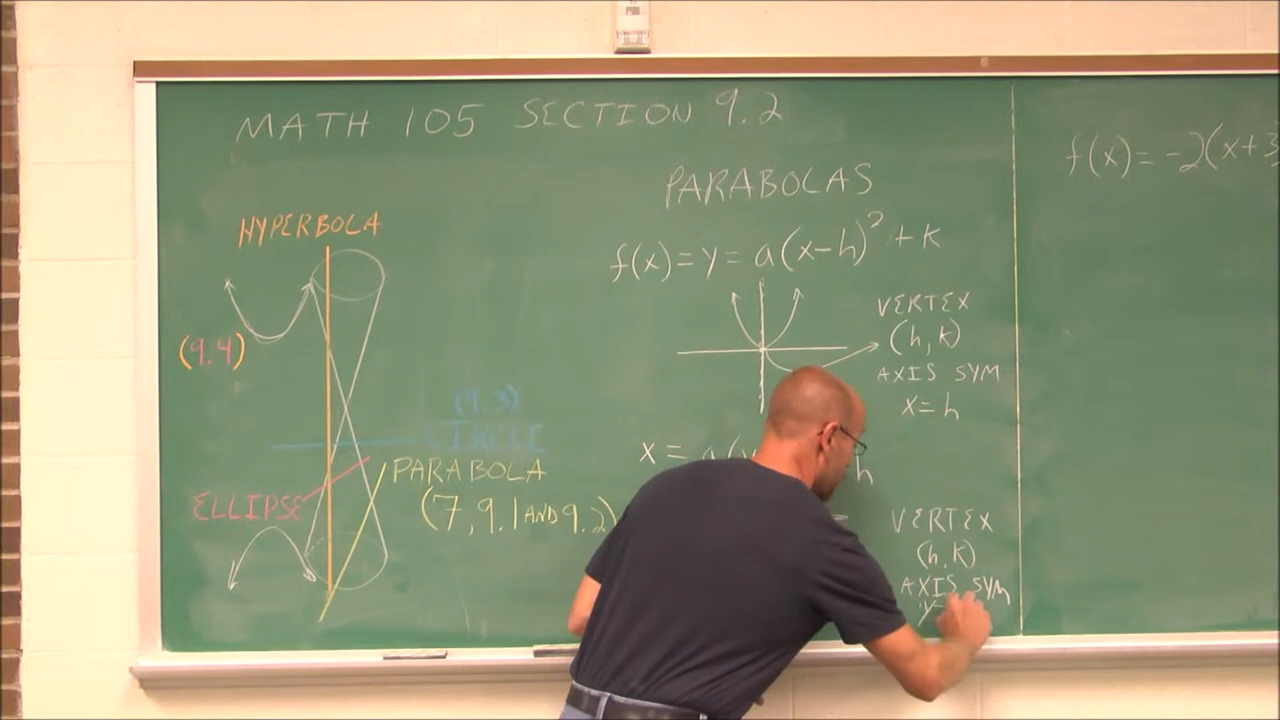 MATH 105 SECTION 9.2
HYPERBOLA
(9.4)
(9.3)
CIRCLE
PARABOLA
(7, 9.1 AND 9.2)
ELLIPSE
PARABOLAS
f(x) = y = a(x-h)² + k
VERTEX
(h, k)
AXIS SYM
x = h
x = a(
h
VERTEX
(h, k)
AXIS SYM
y
f(x) = -2(x+3